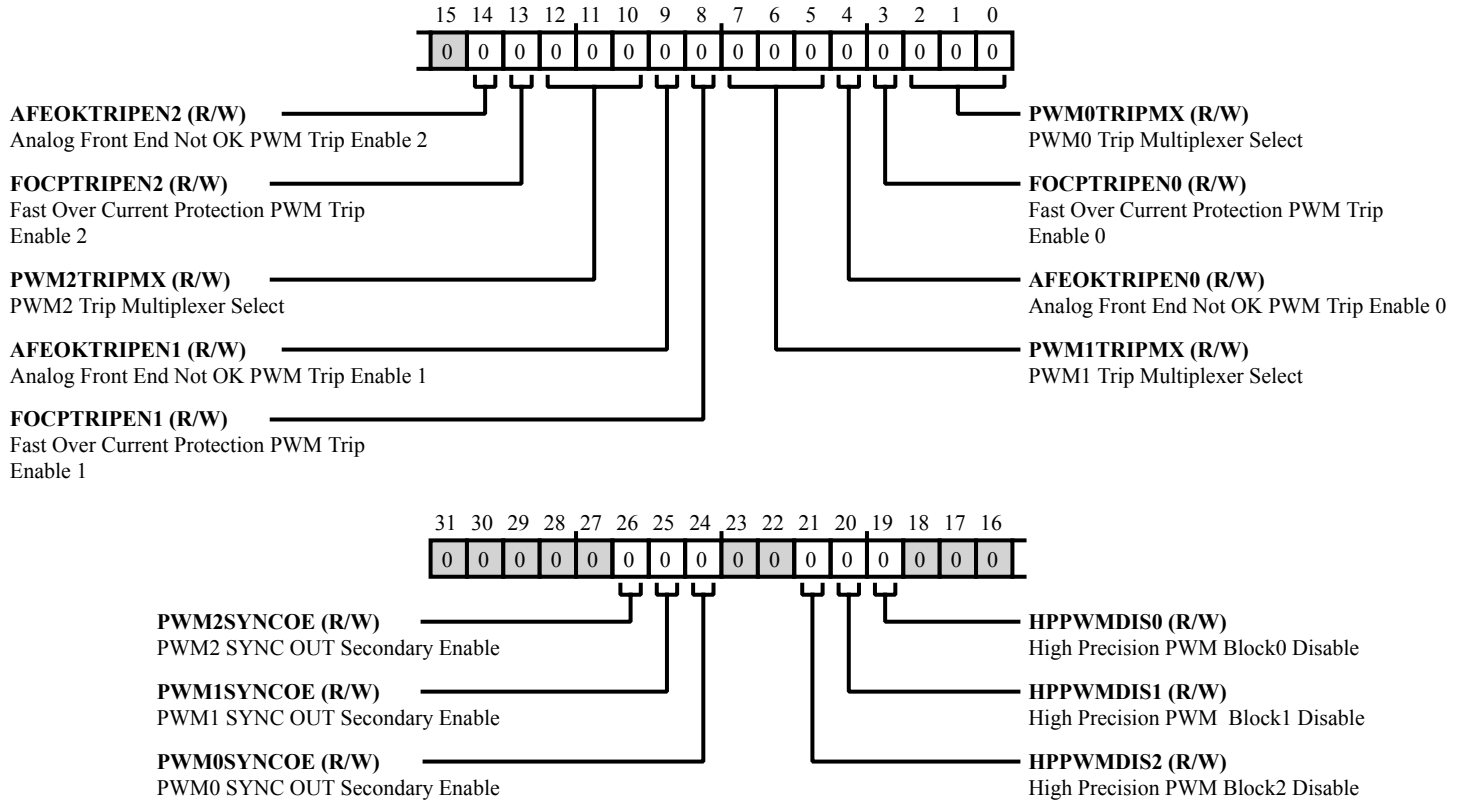 15 14 13 12 11 10 9 8 7 6 5 4 3 2 1 0
0 0 0 0 0 0 0 0 0 0 0 0 0 0 0 0
AFEOKTRIPEN2 (R/W)
Analog Front End Not OK PWM Trip Enable 2
FOCPTRIPEN2 (R/W)
Fast Over Current Protection PWM Trip
Enable 2
PWM2TRIPMX (R/W)
PWM2 Trip Multiplexer Select
AFEOKTRIPEN1 (R/W)
Analog Front End Not OK PWM Trip Enable 1
FOCPTRIPEN1 (R/W)
Fast Over Current Protection PWM Trip
Enable 1
PWM0TRIPMX (R/W)
PWM0 Trip Multiplexer Select
FOCPTRIPEN0 (R/W)
Fast Over Current Protection PWM Trip
Enable 0
AFEOKTRIPEN0 (R/W)
Analog Front End Not OK PWM Trip Enable 0
PWM1TRIPMX (R/W)
PWM1 Trip Multiplexer Select
31 30 29 28 27 26 25 24 23 22 21 20 19 18 17 16
0 0 0 0 0 0 0 0 0 0 0 0 0 0 0 0
PWM2SYNCOE (R/W)
PWM2 SYNC OUT Secondary Enable
PWM1SYNCOE (R/W)
PWM1 SYNC OUT Secondary Enable
PWM0SYNCOE (R/W)
PWM0 SYNC OUT Secondary Enable
HPPWMDIS0 (R/W)
High Precision PWM Block0 Disable
HPPWMDIS1 (R/W)
High Precision PWM Block1 Disable
HPPWMDIS2 (R/W)
High Precision PWM Block2 Disable